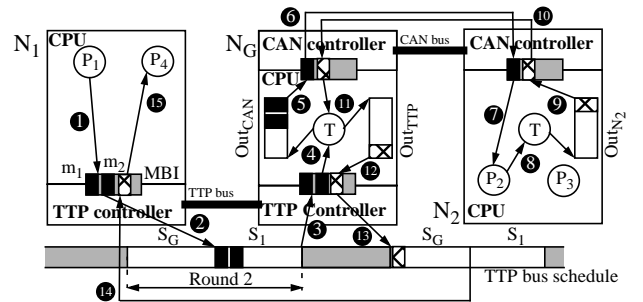 6 10
N1 CPU NG CAN controller CAN bus CAN controller
CPU
P1 P4 5 11 9
15 OutCAN T OutTTP 7 T OutN2
1 4 8
m1 m2 MBI 12 P2 P3
TTP controller TTP bus TTP Controller N2 CPU
2 3 13
SG S1 SG S1
14 Round 2 TTP bus schedule